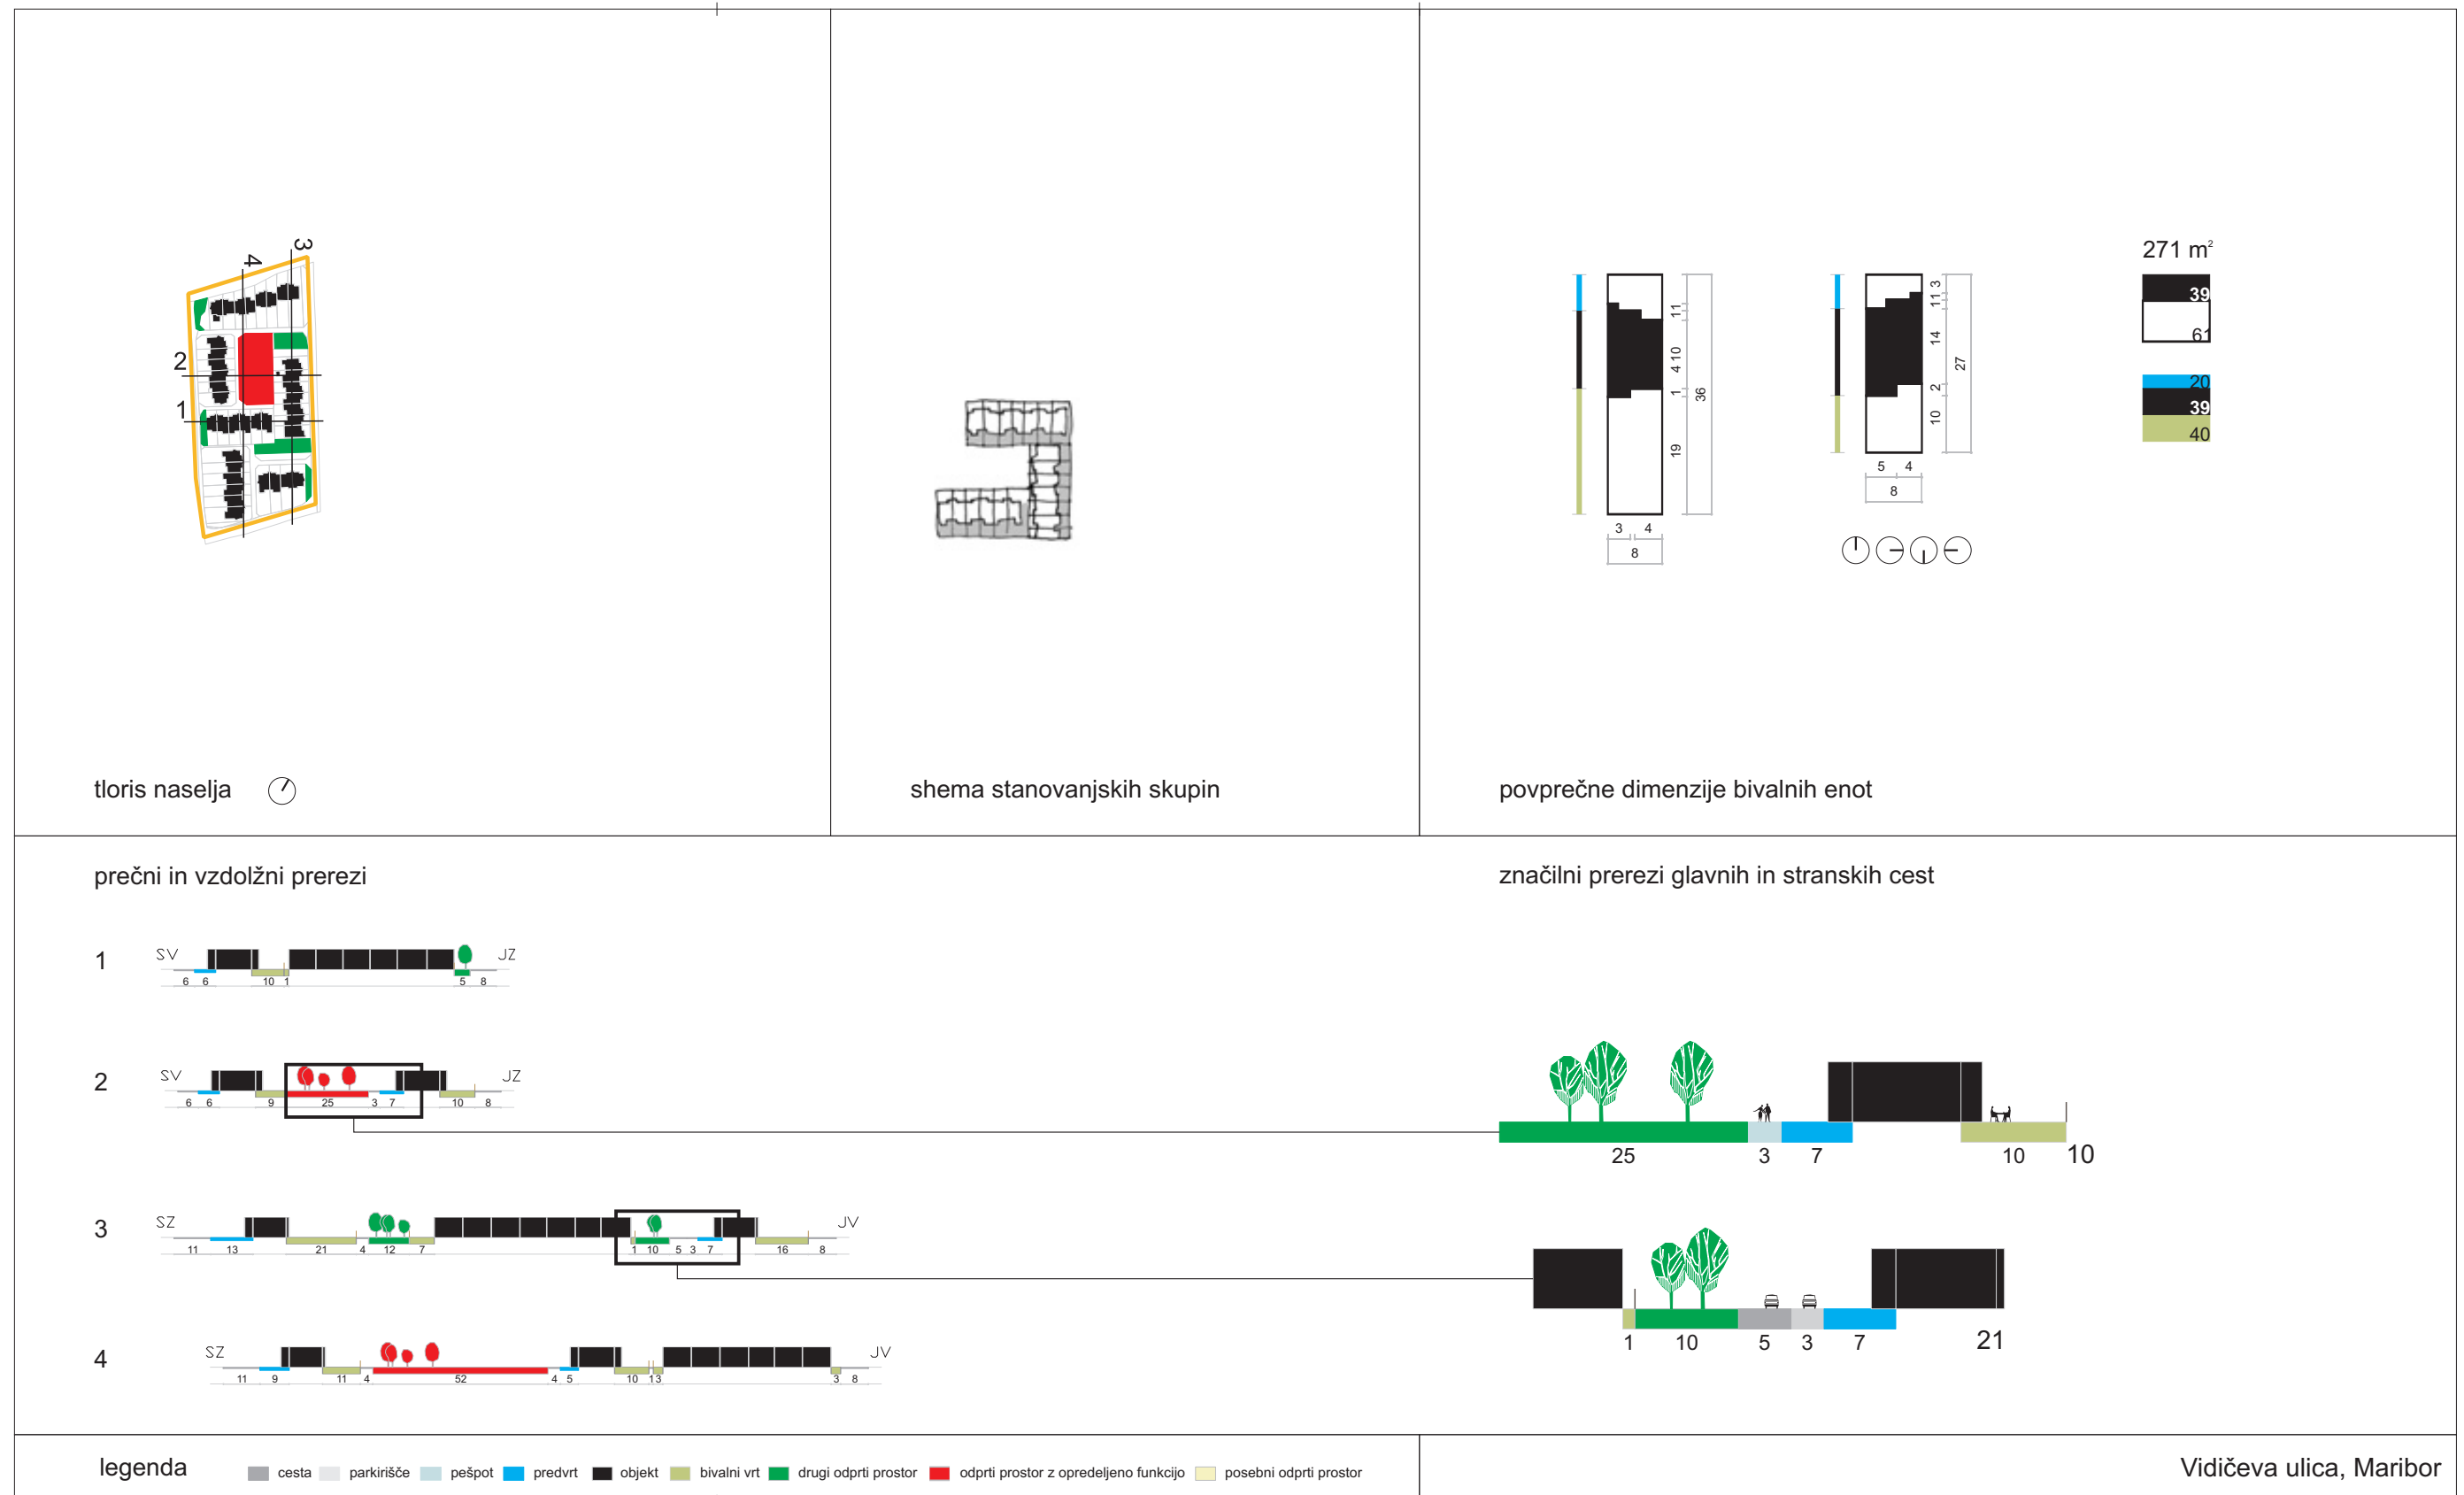 3
4
2
1
tloris naselja
shema stanovanjskih skupin
11
4 10
1
36
19
3 4
8
3
11
14
2
10
27
5 4
8
271 m²
39
61
20
39
40
povprečne dimenzije bivalnih enot
prečni in vzdolžni prerezi
značilni prerezi glavnih in stranskih cest
1
SV JZ
6 6 10 1 5 8
2
SV JZ
6 6 9 25 3 7 10 8
25 3 7 10 10
3
SZ JV
11 13 21 4 12 7 1 10 5 3 7 16 8
1 10 5 3 7 21
4
SZ JV
11 9 11 4 52 4 5 10 1 3 3 8
legenda cesta parkirišče pešpot predvrt objekt bivalni vrt drugi odprti prostor odprti prostor z opredeljeno funkcijo posebni odprti prostor
Vidičeva ulica, Maribor